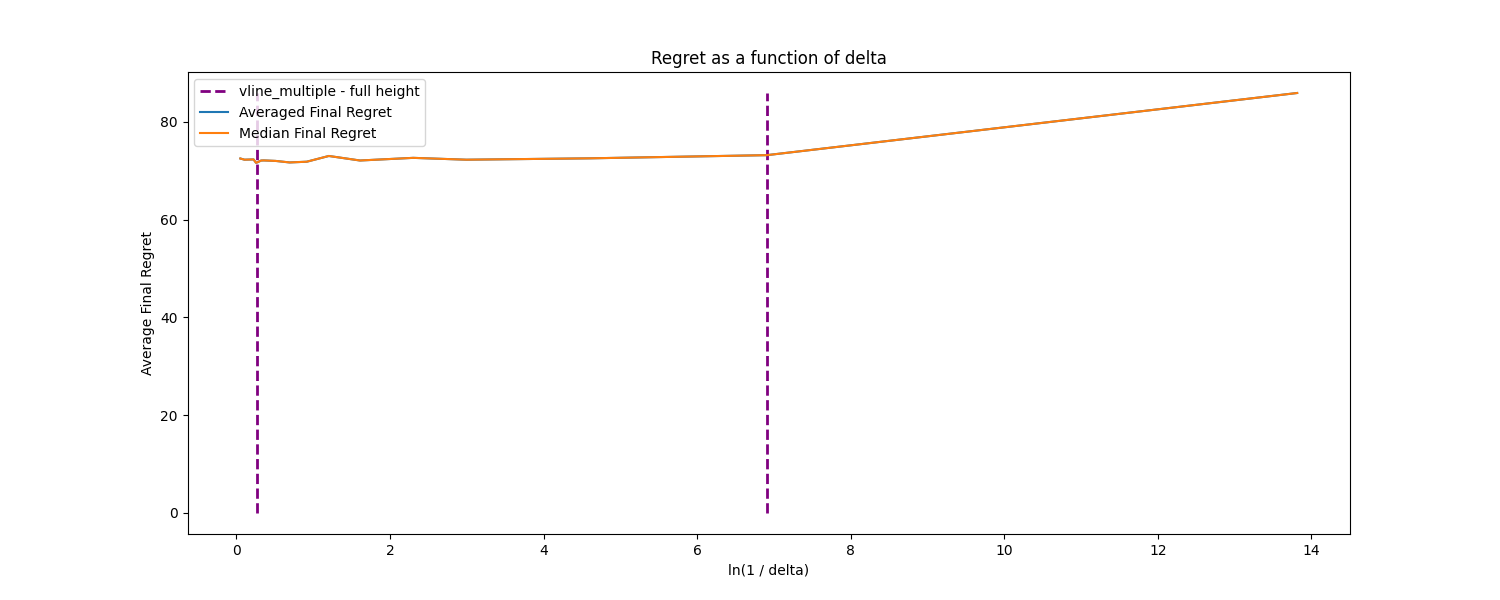 Regret as a function of delta
vline_multiple - full height
Averaged Final Regret
Median Final Regret
80
60
40
20
0
Average Final Regret
0 2 4 6 8 10 12 14
ln(1 / delta)